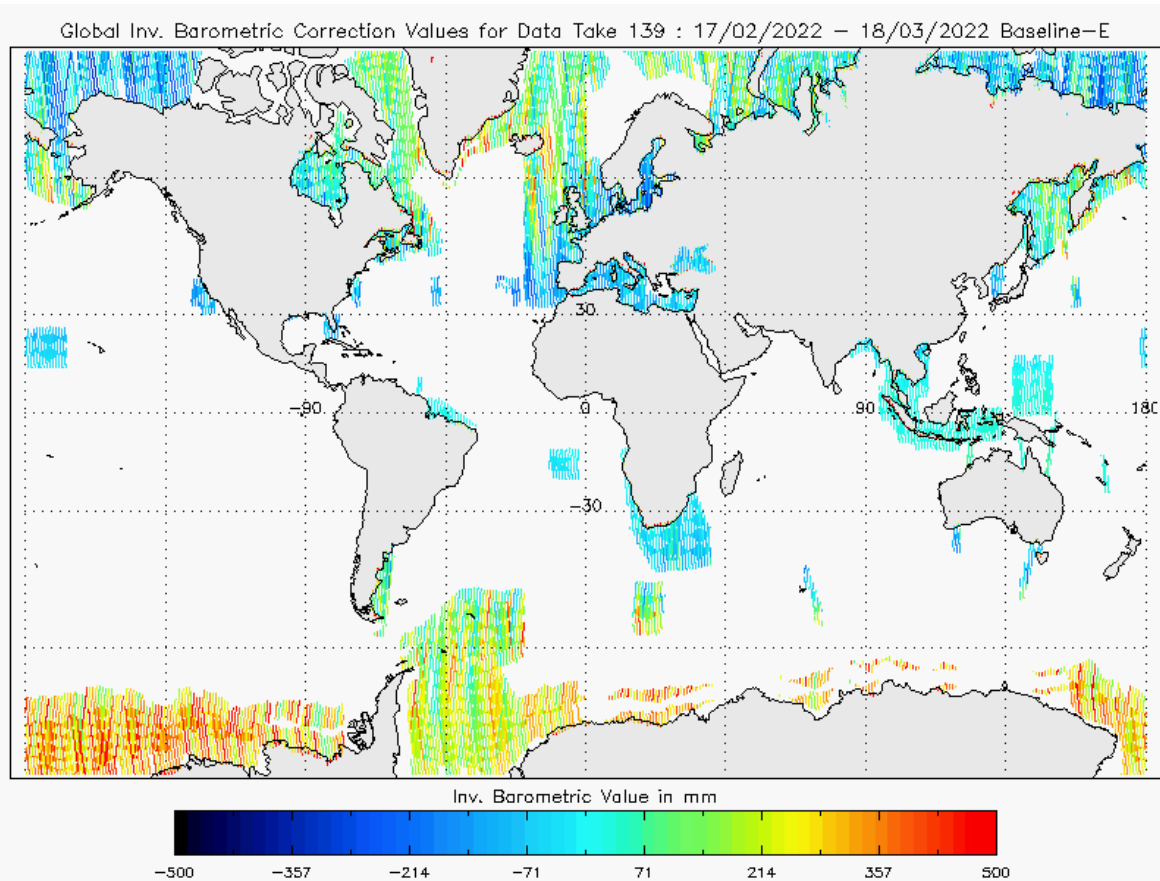 Global Inv. Barometric Correction Values for Data Take 139 : 17/02/2022 – 18/03/2022 Baseline–E
30
–90 0 90 180
–30
Inv. Barometric Value in mm
–500 –357 –214 –71 71 214 357 500